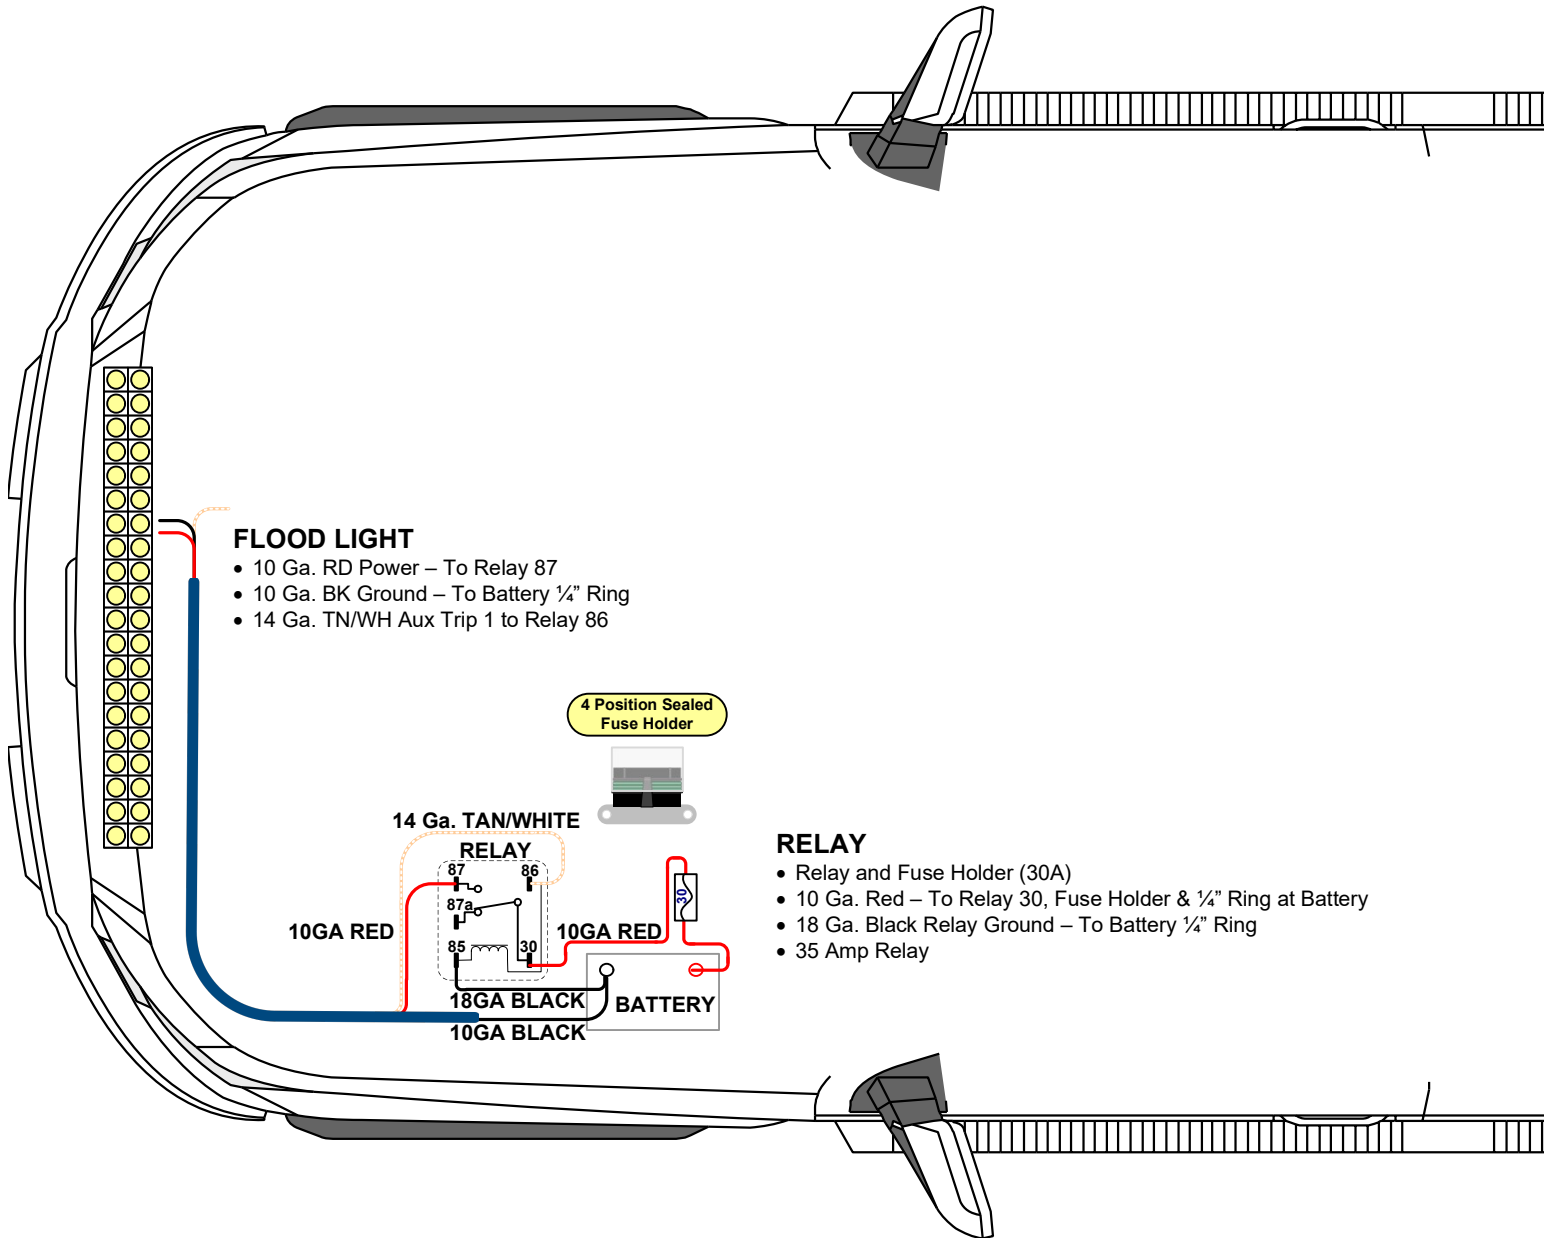 FLOOD LIGHT
• 10 Ga. RD Power – To Relay 87
• 10 Ga. BK Ground – To Battery ¼” Ring
• 14 Ga. TN/WH Aux Trip 1 to Relay 86
4 Position Sealed
Fuse Holder
14 Ga. TAN/WHITE
RELAY
87
86
87a
85
30
10GA RED
10GA RED
30
18GA BLACK
10GA BLACK
BATTERY
RELAY
• Relay and Fuse Holder (30A)
• 10 Ga. Red – To Relay 30, Fuse Holder & ¼” Ring at Battery
• 18 Ga. Black Relay Ground – To Battery ¼” Ring
• 35 Amp Relay